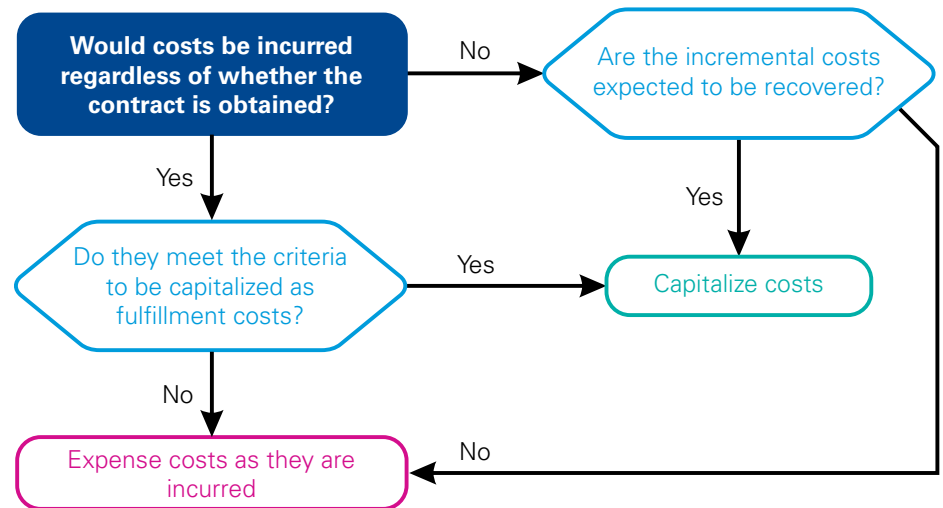 Would costs be incurred
regardless of whether the
contract is obtained?
No
Are the incremental costs
expected to be recovered?
Yes
Yes
Do they meet the criteria
to be capitalized as
fulfillment costs?
Yes
Capitalize costs
No
Expense costs as they are
incurred
No